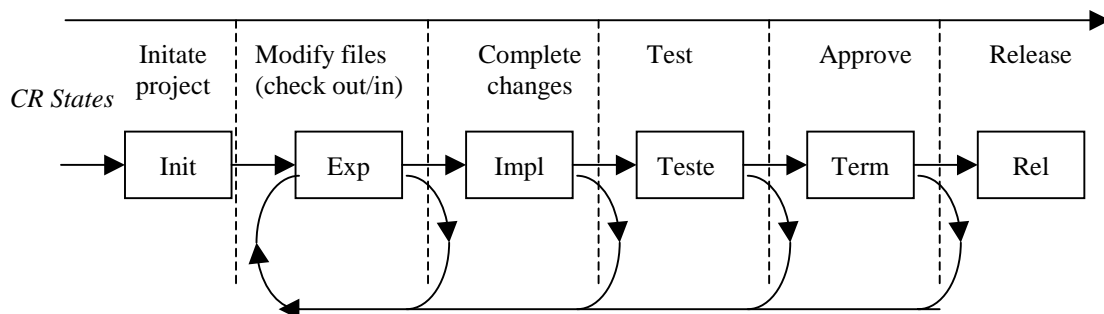 Initate
project
Modify files
(check out/in)
Complete
changes
Test
Approve
Release
CR States
Init
Exp
Impl
Teste
Term
Rel